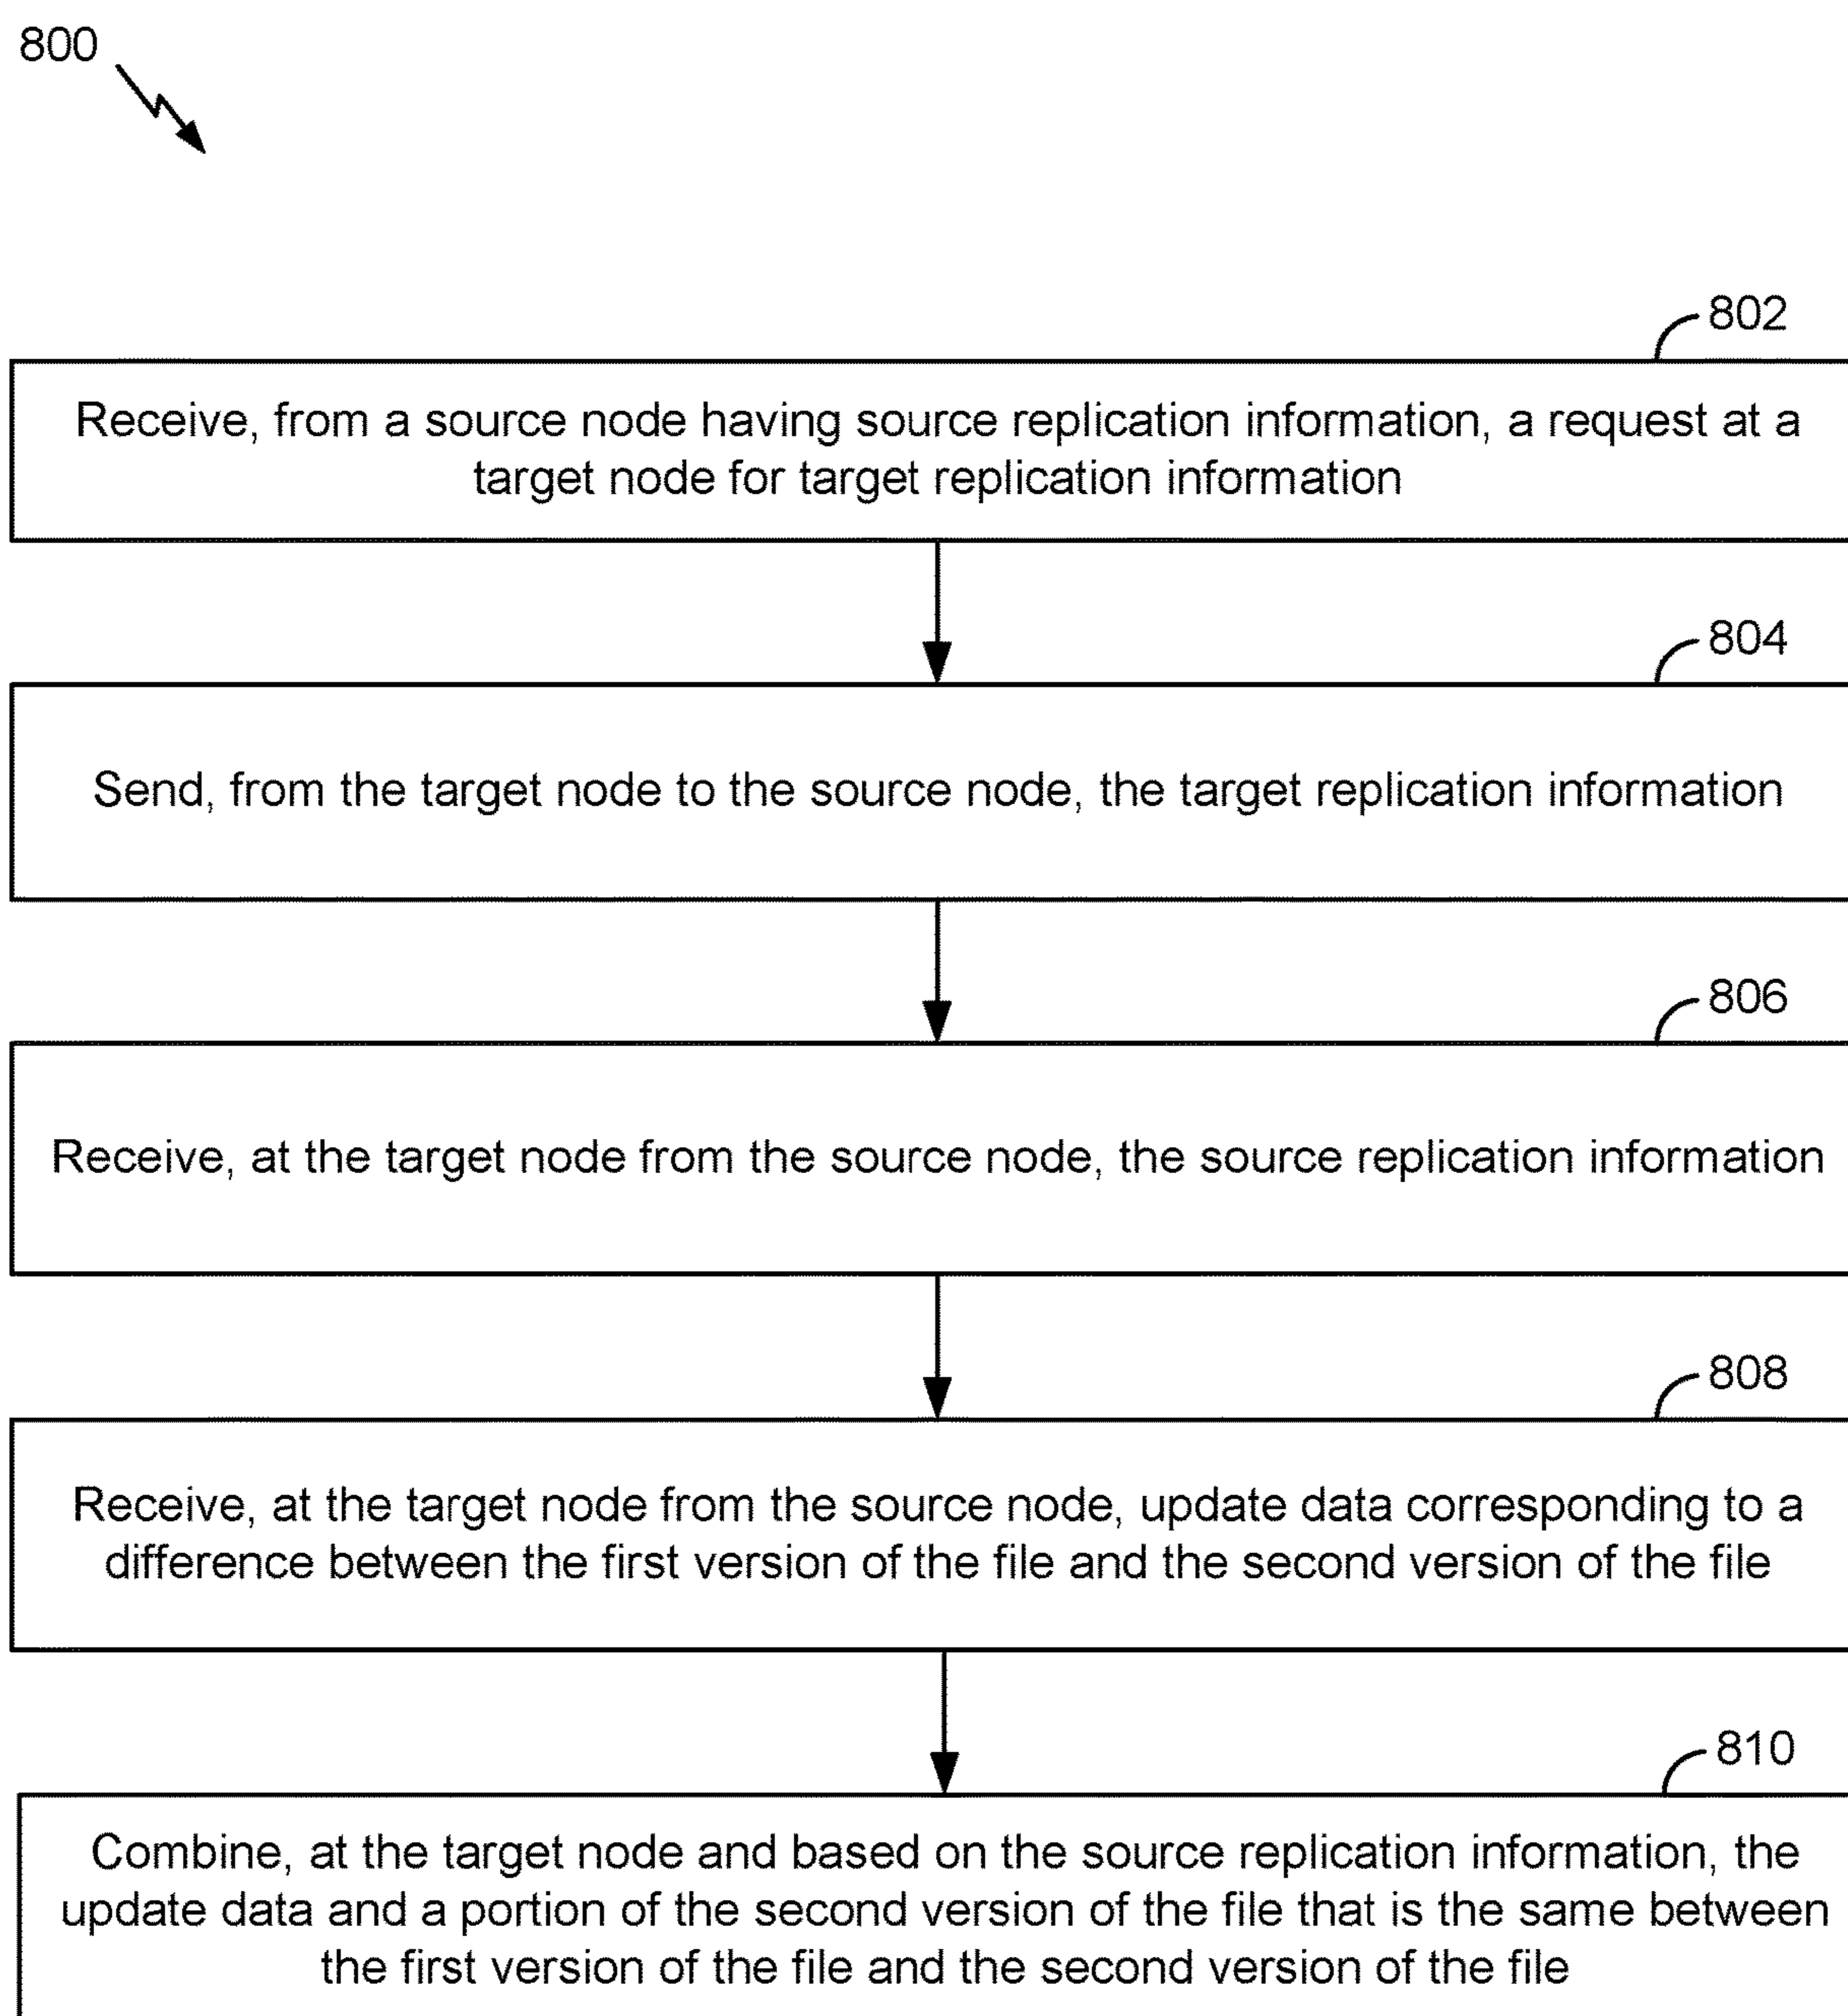 800
802
Receive, from a source node having source replication information, a request at a
target node for target replication information
804
Send, from the target node to the source node, the target replication information
806
Receive, at the target node from the source node, the source replication information
808
Receive, at the target node from the source node, update data corresponding to a
difference between the first version of the file and the second version of the file
810
Combine, at the target node and based on the source replication information, the
update data and a portion of the second version of the file that is the same between
the first version of the file and the second version of the file